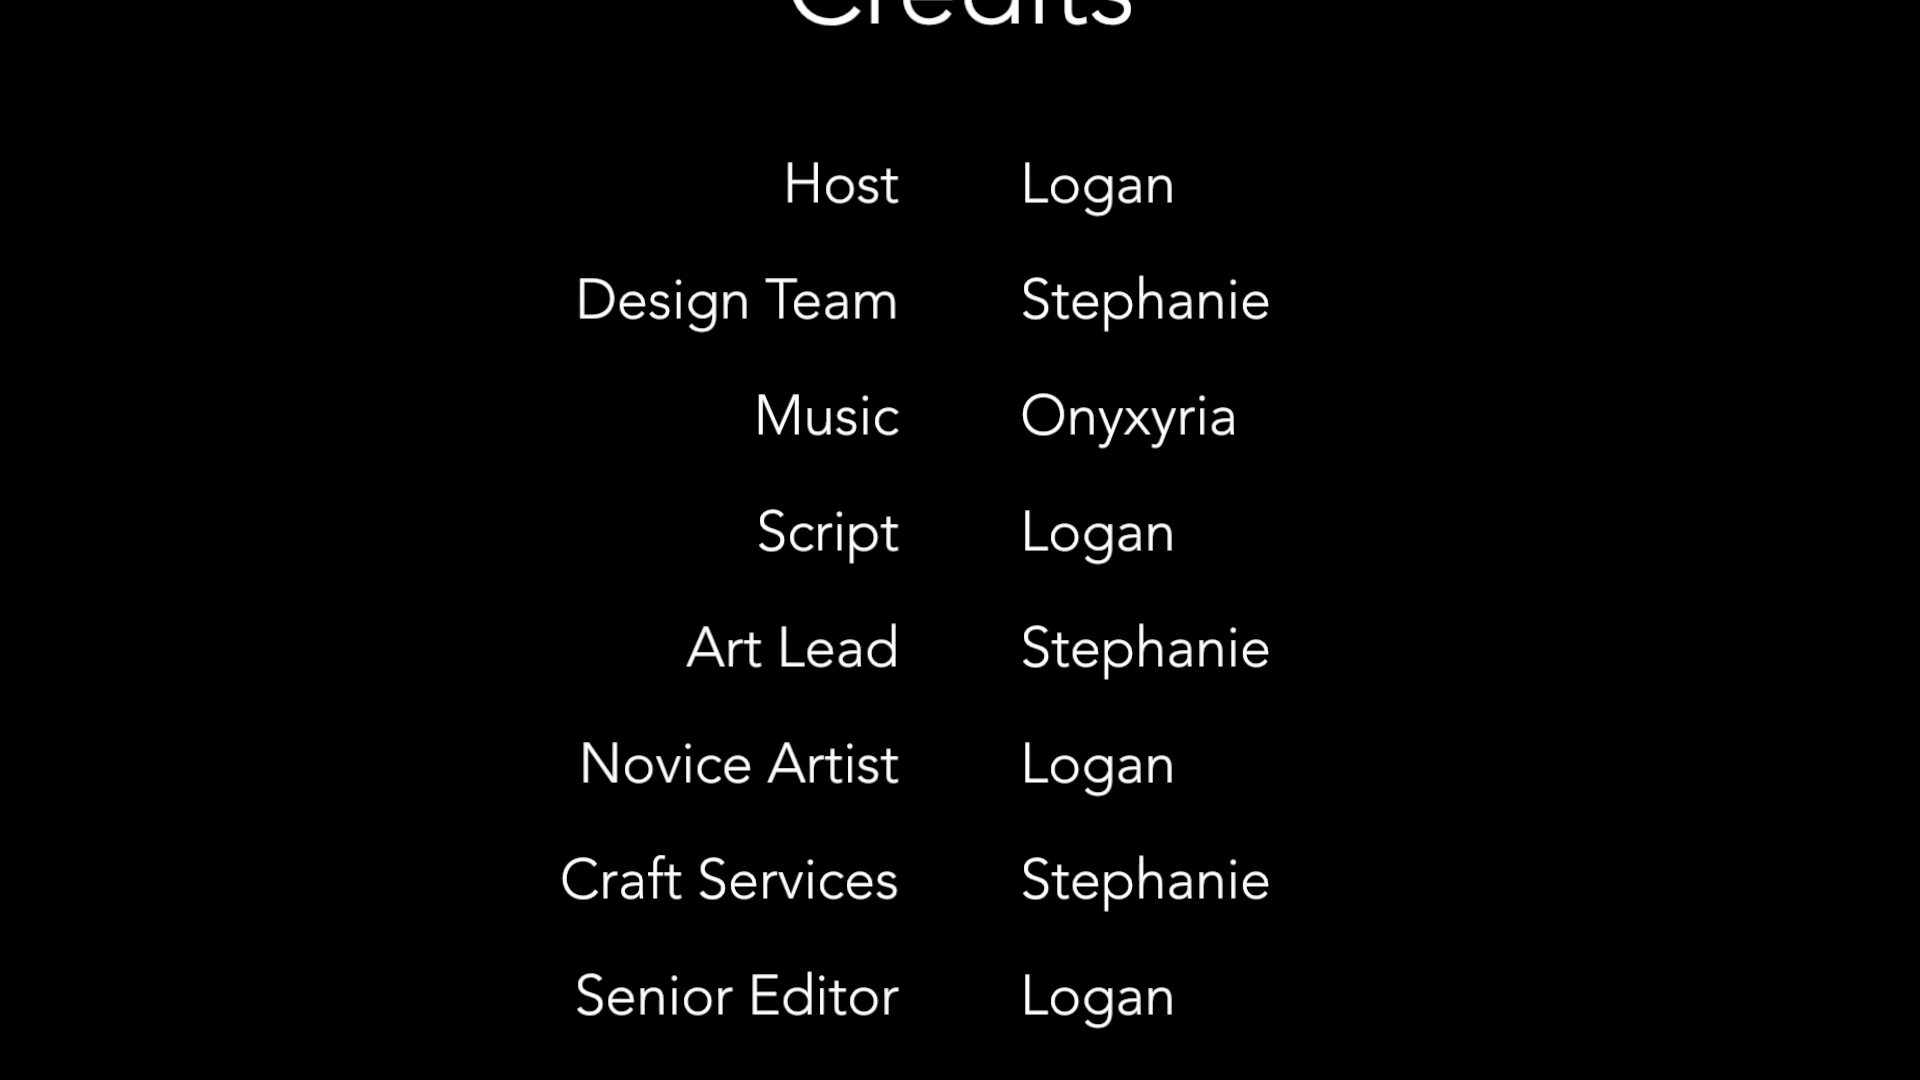 Credits
Host Logan
Design Team Stephanie
Music Onyxyria
Script Logan
Art Lead Stephanie
Novice Artist Logan
Craft Services Stephanie
Senior Editor Logan